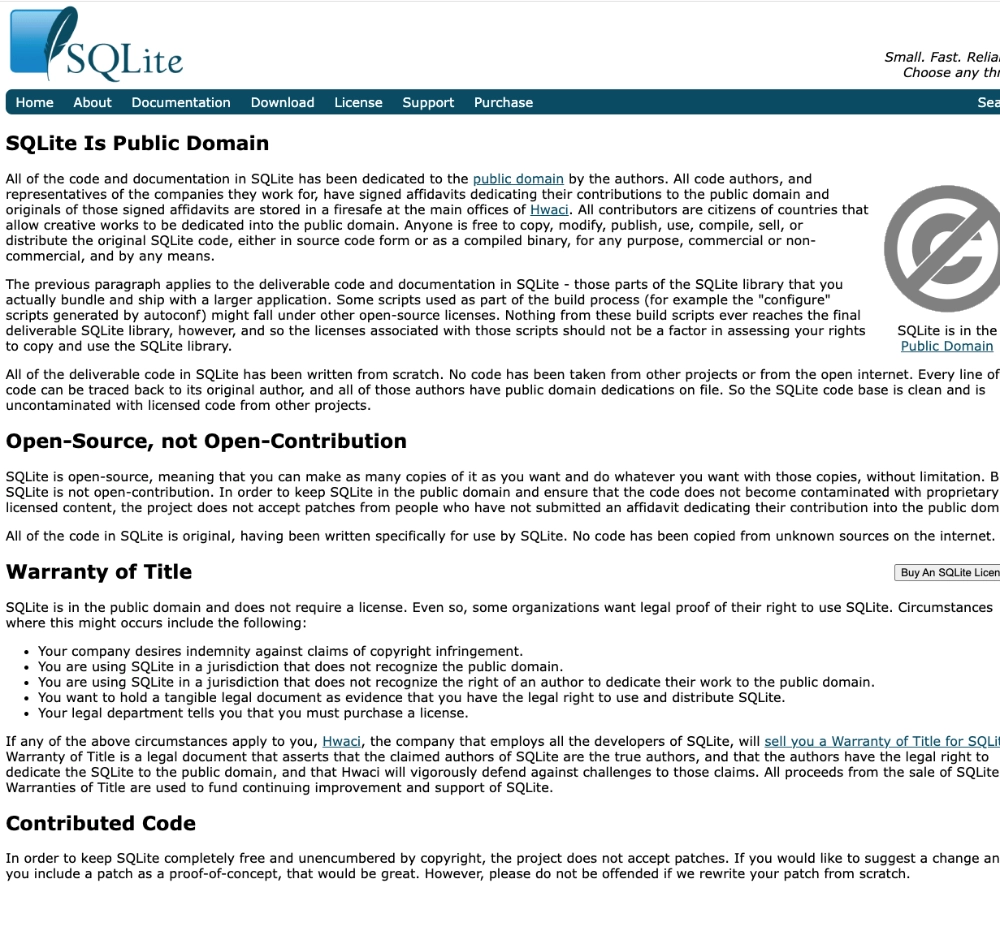 SQLite
Small. Fast.
Choose any
Home About Documentation Download License Support Purchase
SQLite Is Public Domain
All of the code and documentation in SQLite has been dedicated to the public domain by the authors. All code authors, and
representatives of the companies they work for, have signed affidavits dedicating their contributions to the public domain and
originals of those signed affidavits are stored in a firesafe at the main offices of Hwaci. All contributors are citizens of countries that
allow creative works to be dedicated into the public domain. Anyone is free to copy, modify, publish, use, compile, sell, or
distribute the original SQLite code, either in source code form or as a compiled binary, for any purpose, commercial or non-
commercial, and by any means.
The previous paragraph applies to the deliverable code and documentation in SQLite - those parts of the SQLite library that you
actually bundle and ship with a larger application. Some scripts used as part of the build process (for example the "configure"
scripts generated by autoconf) might fall under other open-source licenses. Nothing from these build scripts ever reaches the final
deliverable SQLite library, however, and so the licenses associated with those scripts should not be a factor in assessing your rights
to copy and use the SQLite library.
SQLite is in the
Public Domain
All of the deliverable code in SQLite has been written from scratch. No code has been taken from other projects or from the open internet. Every line of
code can be traced back to its original author, and all of those authors have public domain dedications on file. So the SQLite code base is clean and is
uncontaminated with licensed code from other projects.
Open-Source, not Open-Contribution
SQLite is open-source, meaning that you can make as many copies of it as you want and do whatever you want with those copies, without limitation.
SQLite is not open-contribution. In order to keep SQLite in the public domain and ensure that the code does not become contaminated with proprietary
licensed content, the project does not accept patches from people who have not submitted an affidavit dedicating their contribution into the public
All of the code in SQLite is original, having been written specifically for use by SQLite. No code has been copied from unknown sources on the internet.
Warranty of Title
Buy An SQLite
SQLite is in the public domain and does not require a license. Even so, some organizations want legal proof of their right to use SQLite. Circumstances
where this might occurs include the following:
Your company desires indemnity against claims of copyright infringement.
You are using SQLite in a jurisdiction that does not recognize the public domain.
You are using SQLite in a jurisdiction that does not recognize the right of an author to dedicate their work to the public domain.
You want to hold a tangible legal document as evidence that you have the legal right to use and distribute SQLite.
Your legal department tells you that you must purchase a license.
If any of the above circumstances apply to you, Hwaci, the company that employs all the developers of SQLite, will sell you a Warranty of Title for
Warranty of Title is a legal document that asserts that the claimed authors of SQLite are the true authors, and that the authors have the legal right to
dedicate the SQLite to the public domain, and that Hwaci will vigorously defend against challenges to those claims. All proceeds from the sale of SQLite
Warranties of Title are used to fund continuing improvement and support of SQLite.
Contributed Code
In order to keep SQLite completely free and unencumbered by copyright, the project does not accept patches. If you would like to suggest a change
you include a patch as a proof-of-concept, that would be great. However, please do not be offended if we rewrite your patch from scratch.